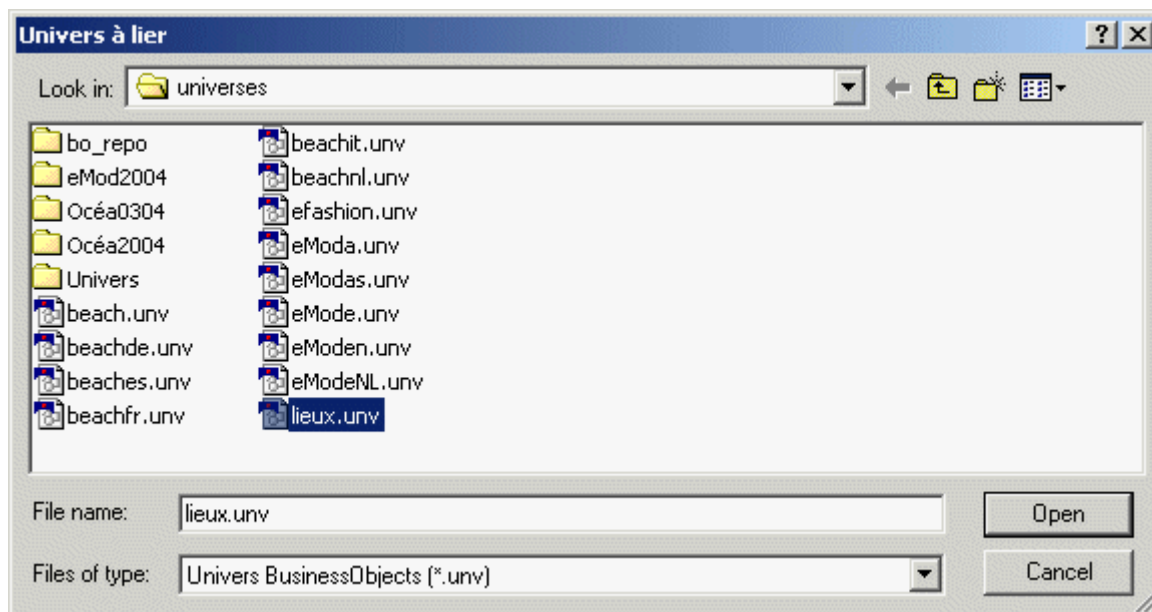 Univers à lier
Look in: universes
bo_repo
eMod2004
Océa0304
Océa2004
Univers
beach.unv
beachde.unv
beaches.unv
beachfr.unv
beachit.unv
beachnl.unv
efashion.unv
eModa.unv
eModas.unv
eMode.unv
eModen.unv
eModeNL.unv
lieux.unv
File name: lieux.unv
Open
Files of type: Univers BusinessObjects (*.unv)
Cancel